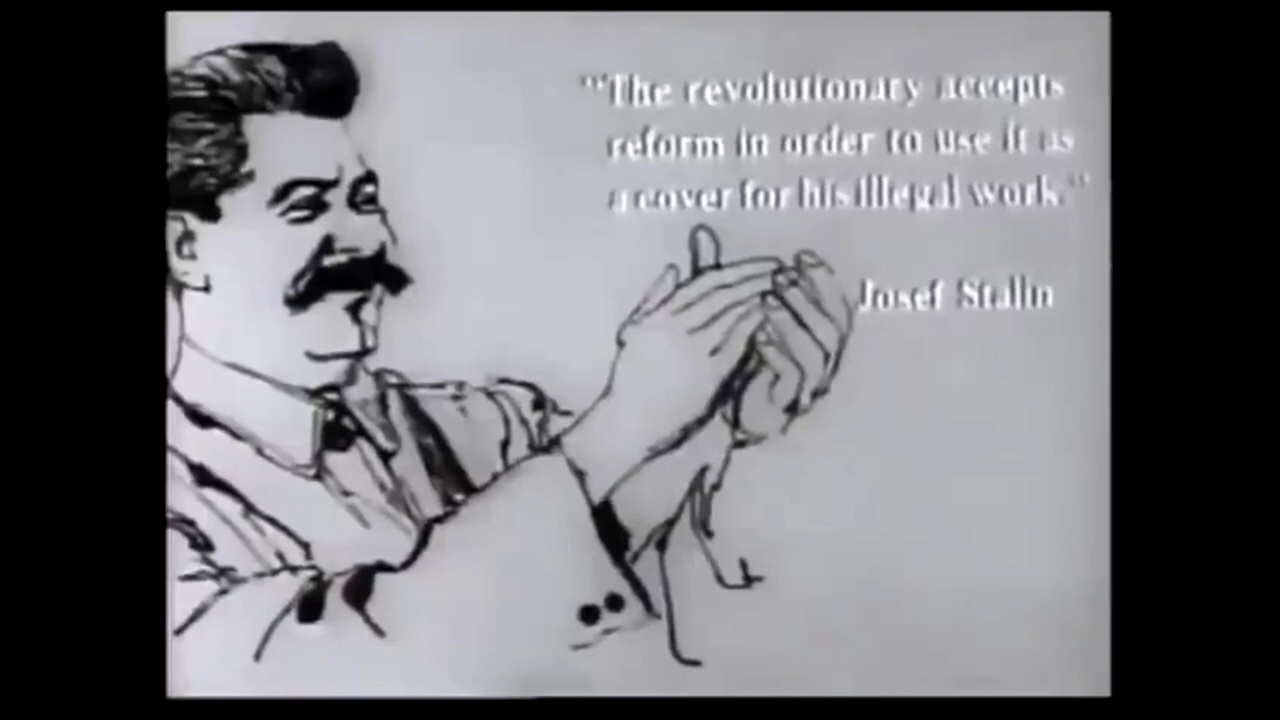 "The revolutionary accepts
reform in order to use it as
a cover for his illegal work."
Josef Stalin